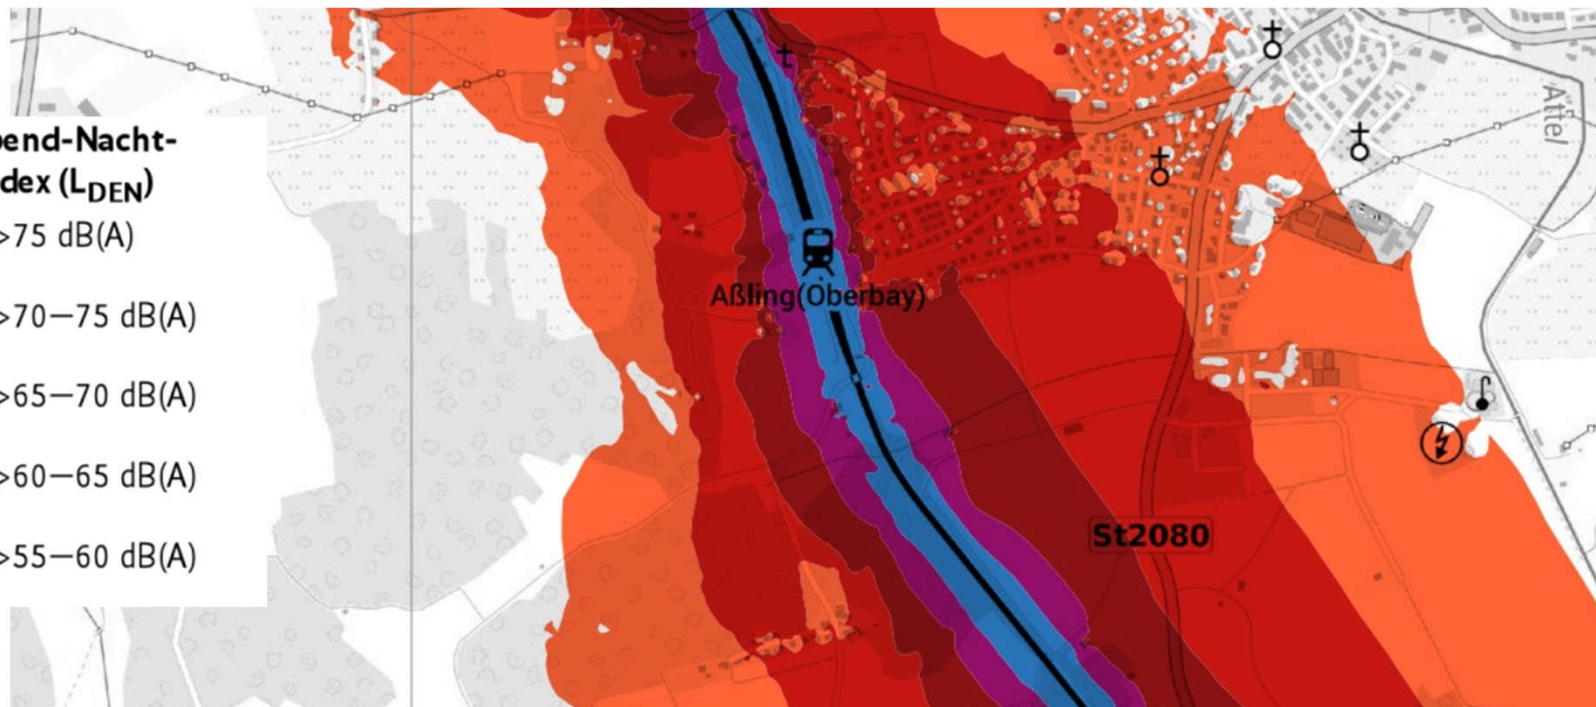 bend-Nacht-
dex (LDEN)
>75 dB(A)
>70—75 dB(A)
>65—70 dB(A)
>60—65 dB(A)
>55—60 dB(A)
Aßling(Oberbay)
St2080
Attel